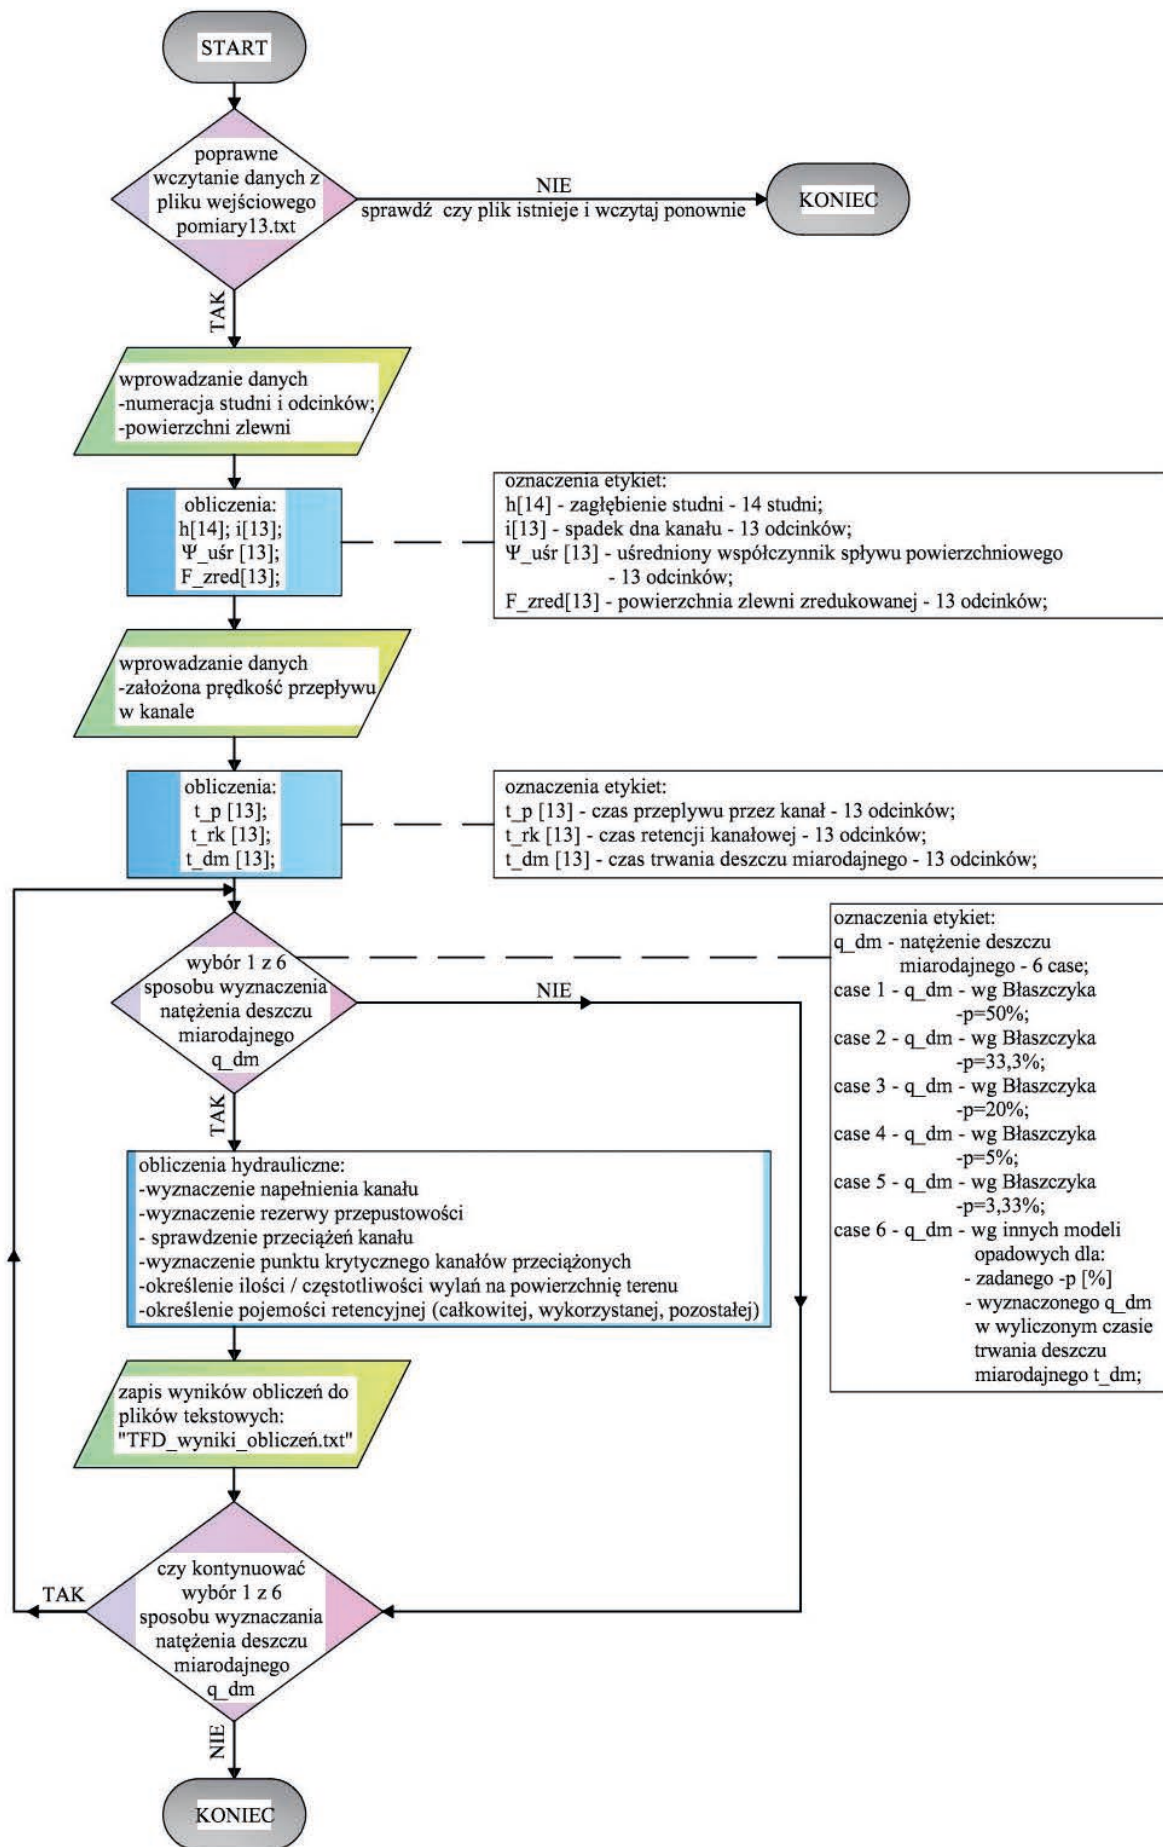 START
poprawne
wczytanie danych z
pliku wejściowego
pomiary13.txt
NIE
sprawdź czy plik istnieje i wczytaj ponownie
KONIEC
TAK
wprowadzanie danych
-numeracja studni i odcinków;
-powierzchni zlewni
obliczenia:
h[14]; i[13];
Ψ_uśr [13];
F_zred[13];
oznaczenia etykiet:
h[14] - zagłębienie studni - 14 studni;
i[13] - spadek dna kanału - 13 odcinków;
Ψ_uśr [13] - uśredniony współczynnik spływu powierzchniowego
- 13 odcinków;
F_zred[13] - powierzchnia zlewni zredukowanej - 13 odcinków;
wprowadzanie danych
-założona prędkość przepływu
w kanale
obliczenia:
t_p [13];
t_rk [13];
t_dm [13];
oznaczenia etykiet:
t_p [13] - czas przeplywu przez kanał - 13 odcinków;
t_rk [13] - czas retencji kanałowej - 13 odcinków;
t_dm [13] - czas trwania deszczu miarodajnego - 13 odcinków;
wybór 1 z 6
sposobu wyznaczenia
natężenia deszczu
miarodajnego
q_dm
NIE
TAK
oznaczenia etykiet:
q_dm - natężenie deszczu
miarodajnego - 6 case;
case 1 - q_dm - wg Błaszczyka
-p=50%;
case 2 - q_dm - wg Błaszczyka
-p=33,3%;
case 3 - q_dm - wg Błaszczyka
-p=20%;
case 4 - q_dm - wg Błaszczyka
-p=5%;
case 5 - q_dm - wg Błaszczyka
-p=3,33%;
case 6 - q_dm - wg innych modeli
opadowych dla:
- zadanego -p [%]
- wyznaczonego q_dm
w wyliczonym czasie
trwania deszczu
miarodajnego t_dm;
obliczenia hydrauliczne:
-wyznaczenie napełnienia kanału
-wyznaczenie rezerwy przepustowości
- sprawdzenie przeciążeń kanału
-wyznaczenie punktu krytycznego kanałów przeciążonych
-określenie ilości / częstotliwości wylań na powierzchnię terenu
-określenie pojemości retencyjnej (całkowitej, wykorzystanej, pozostałej)
zapis wyników obliczeń do
plików tekstowych:
"TFD_wyniki_obliczeń.txt"
czy kontynuować
wybór 1 z 6
sposobu wyznaczania
natężenia deszczu
miarodajnego
q_dm
TAK
NIE
KONIEC